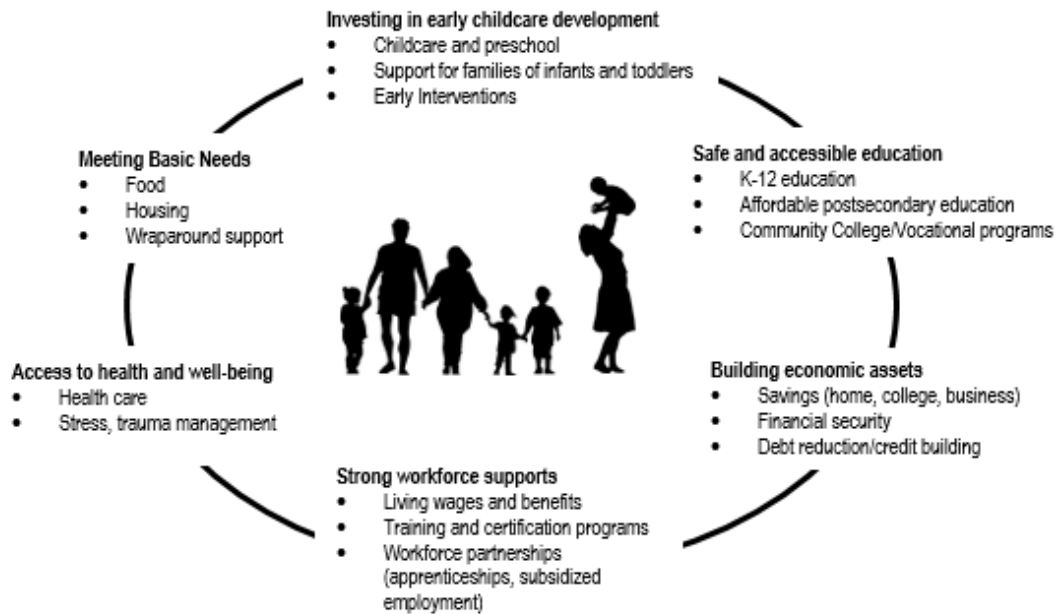 Investing in early childcare development
• Childcare and preschool
• Support for families of infants and toddlers
• Early Interventions
Safe and accessible education
• K-12 education
• Affordable postsecondary education
• Community College/Vocational programs
Building economic assets
• Savings (home, college, business)
• Financial security
• Debt reduction/credit building
Strong workforce supports
• Living wages and benefits
• Training and certification programs
• Workforce partnerships
(apprenticeships, subsidized
employment)
Access to health and well-being
• Health care
• Stress, trauma management
Meeting Basic Needs
• Food
• Housing
• Wraparound support